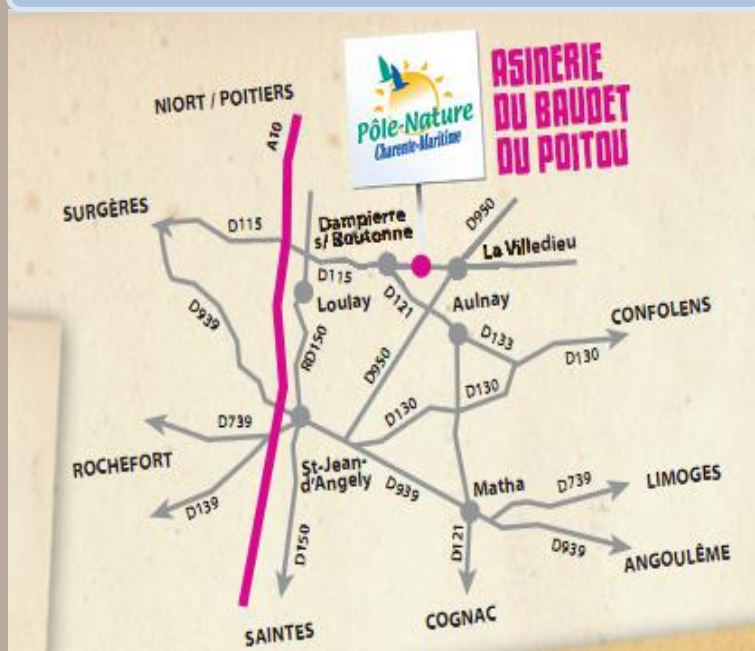 Pôle-Nature
Charente-Maritime
ASINERIE
DU BAUDET
DU POITOU
NIORT / POITIERS
A10
SURGÈRES
D115
Dampierre
s/ Boutonne
D950
La Villedieu
D115
Loulay
D121
Aulnay
D939
RD150
D950
D133
CONFOLENS
D130
D130
D130
D739
ROCHEFORT
D139
St-Jean-
d'Angely
D939
Matha
D739
LIMOGES
D150
D121
D939
ANGOULÊME
SAINTES
COGNAC